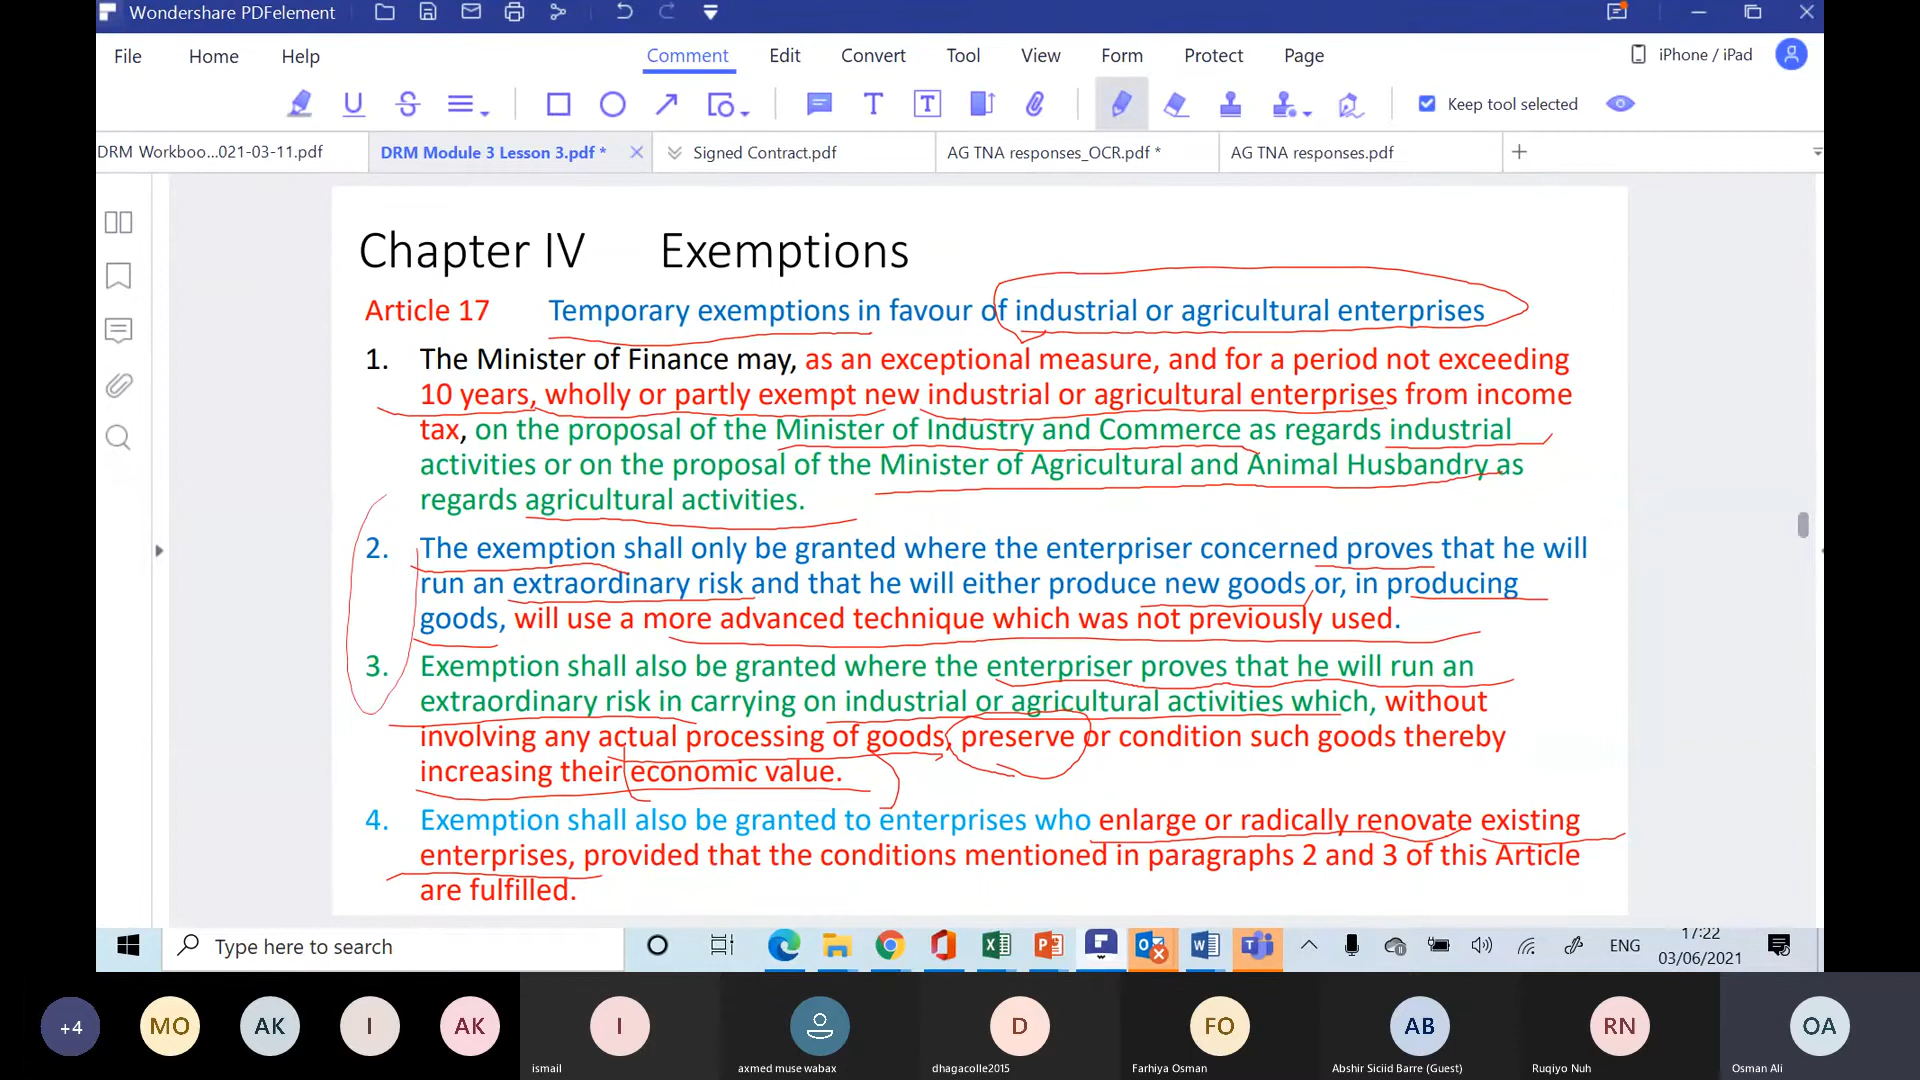 Wondershare PDFelement
File Home Help Comment Edit Convert Tool View Form Protect Page iPhone / iPad
U S T T Keep tool selected
DRM Workboo...021-03-11.pdf DRM Module 3 Lesson 3.pdf * Signed Contract.pdf AG TNA responses_OCR.pdf * AG TNA responses.pdf
Chapter IV Exemptions
Article 17 Temporary exemptions in favour of industrial or agricultural enterprises
1. The Minister of Finance may, as an exceptional measure, and for a period not exceeding
10 years, wholly or partly exempt new industrial or agricultural enterprises from income
tax, on the proposal of the Minister of Industry and Commerce as regards industrial
activities or on the proposal of the Minister of Agricultural and Animal Husbandry as
regards agricultural activities.
2. The exemption shall only be granted where the enterpriser concerned proves that he will
run an extraordinary risk and that he will either produce new goods or, in producing
goods, will use a more advanced technique which was not previously used.
3. Exemption shall also be granted where the enterpriser proves that he will run an
extraordinary risk in carrying on industrial or agricultural activities which, without
involving any actual processing of goods, preserve or condition such goods thereby
increasing their economic value.
4. Exemption shall also be granted to enterprises who enlarge or radically renovate existing
enterprises, provided that the conditions mentioned in paragraphs 2 and 3 of this Article
are fulfilled.
Type here to search ENG 17:22
03/06/2021
+4 MO AK I AK I D FO AB RN OA
ismail axmed muse wabax dhagacolle2015 Farhiya Osman Abshir Siciid Barre (Guest) Ruqiyo Nuh Osman Ali